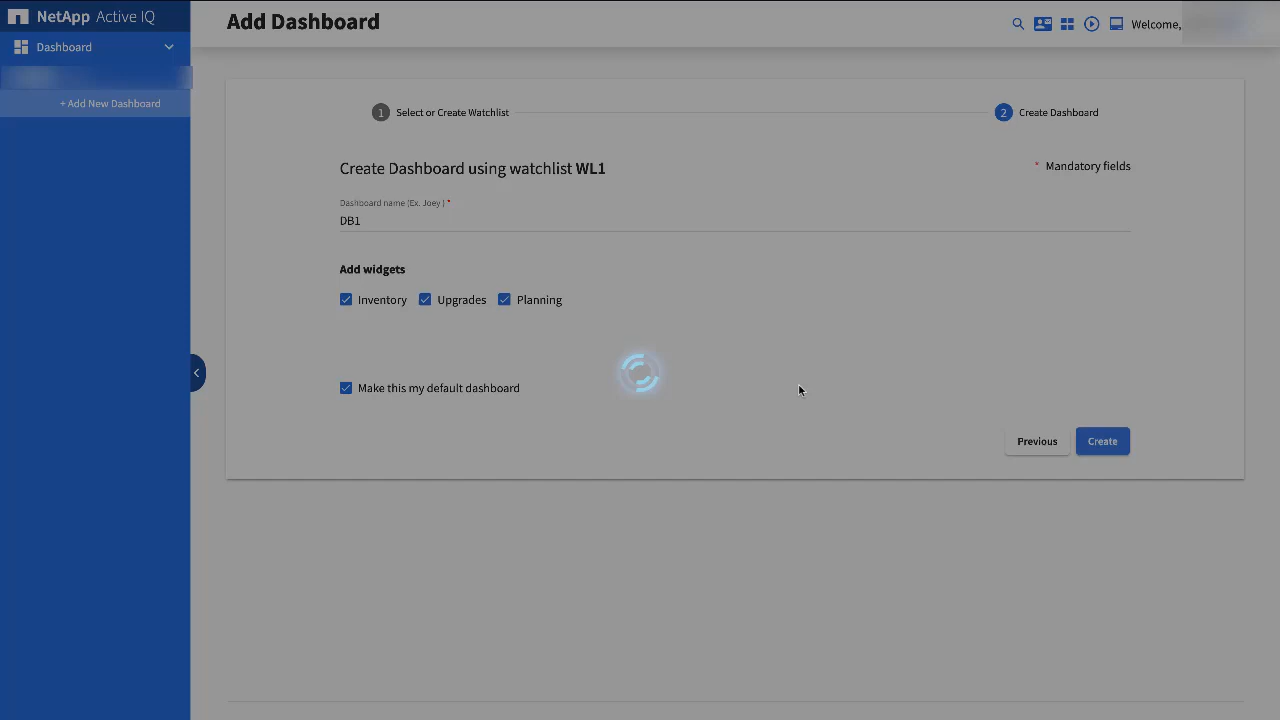 NetApp Active IQ
Add Dashboard
Welcome,
Dashboard
+ Add New Dashboard
1 Select or Create Watchlist
2 Create Dashboard
Create Dashboard using watchlist WL1
* Mandatory fields
Dashboard name (Ex. Joey ) *
DB1
Add widgets
Inventory Upgrades Planning
Make this my default dashboard
Previous Create